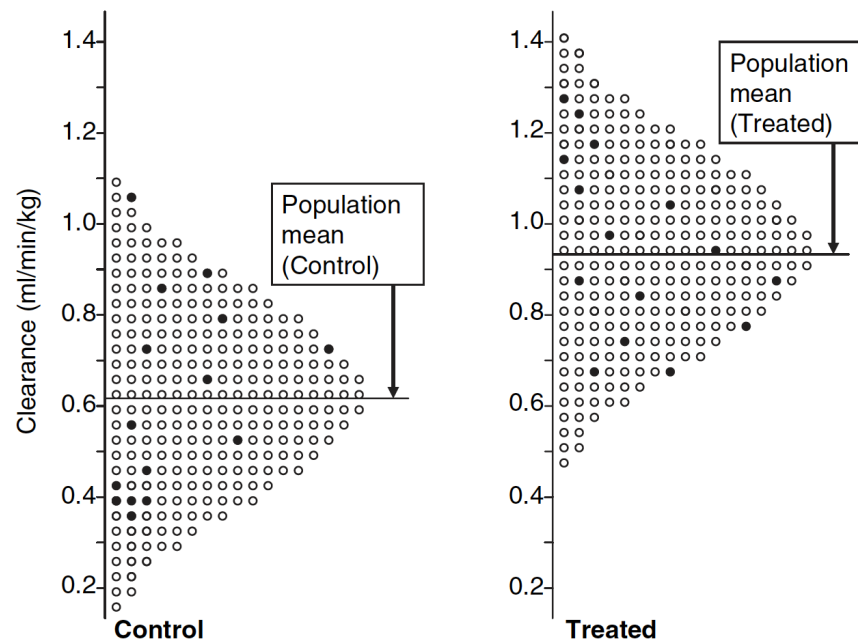 Clearance (ml/min/kg)
1.4
1.2
1.0
0.8
0.6
0.4
0.2
Population
mean
(Control)
Control
1.4
1.2
1.0
0.8
0.6
0.4
0.2
Population
mean
(Treated)
Treated